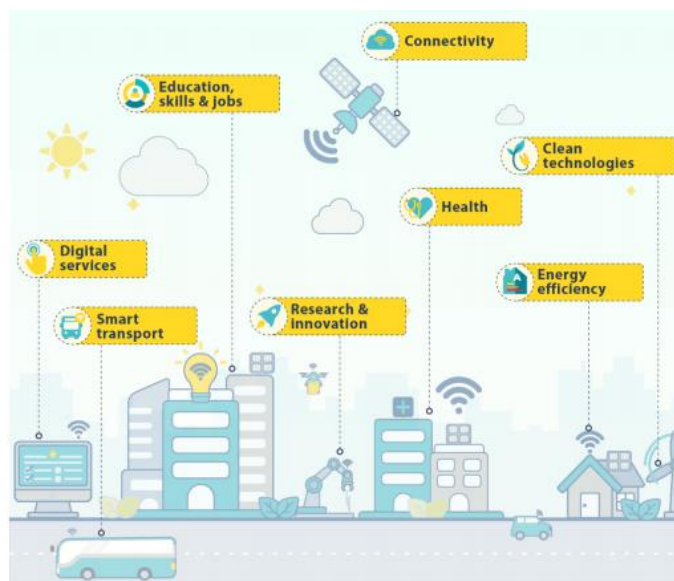 Connectivity
Education,
skills & jobs
Clean
technologies
Health
Digital
services
Energy
efficiency
Research &
innovation
Smart
transport